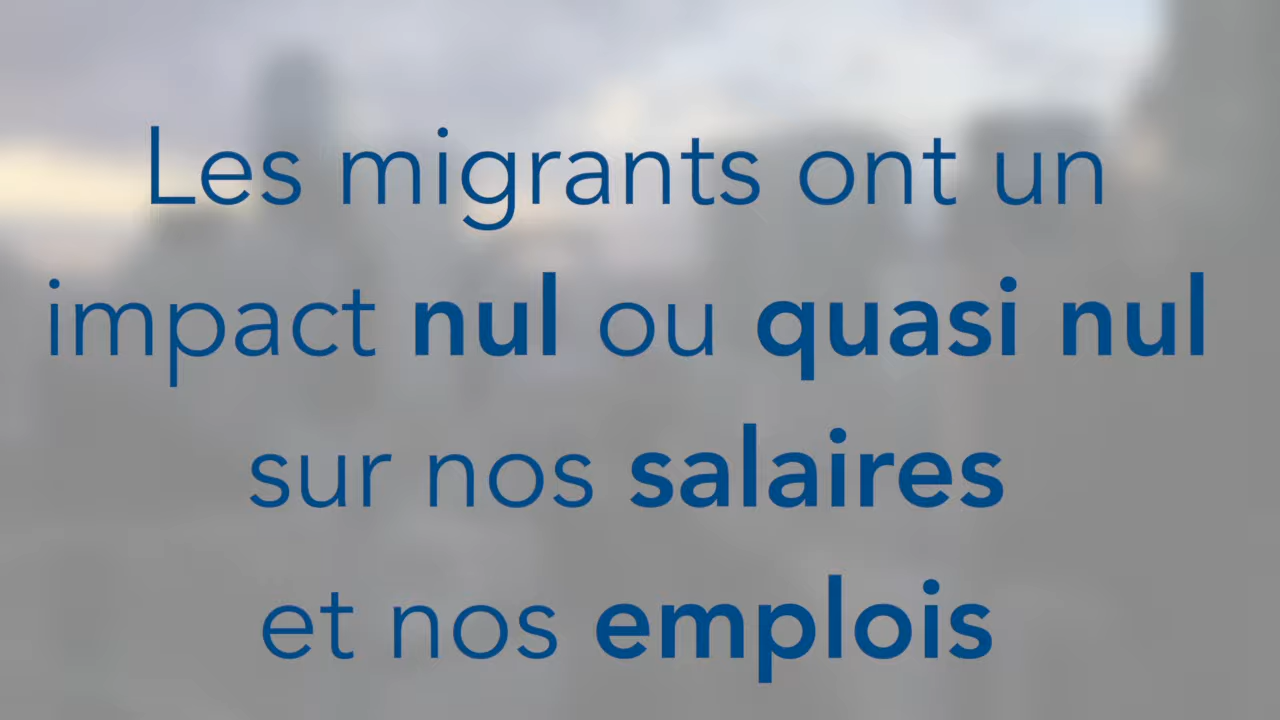 Les migrants ont un
impact nul ou quasi nul
sur nos salaires
et nos emplois